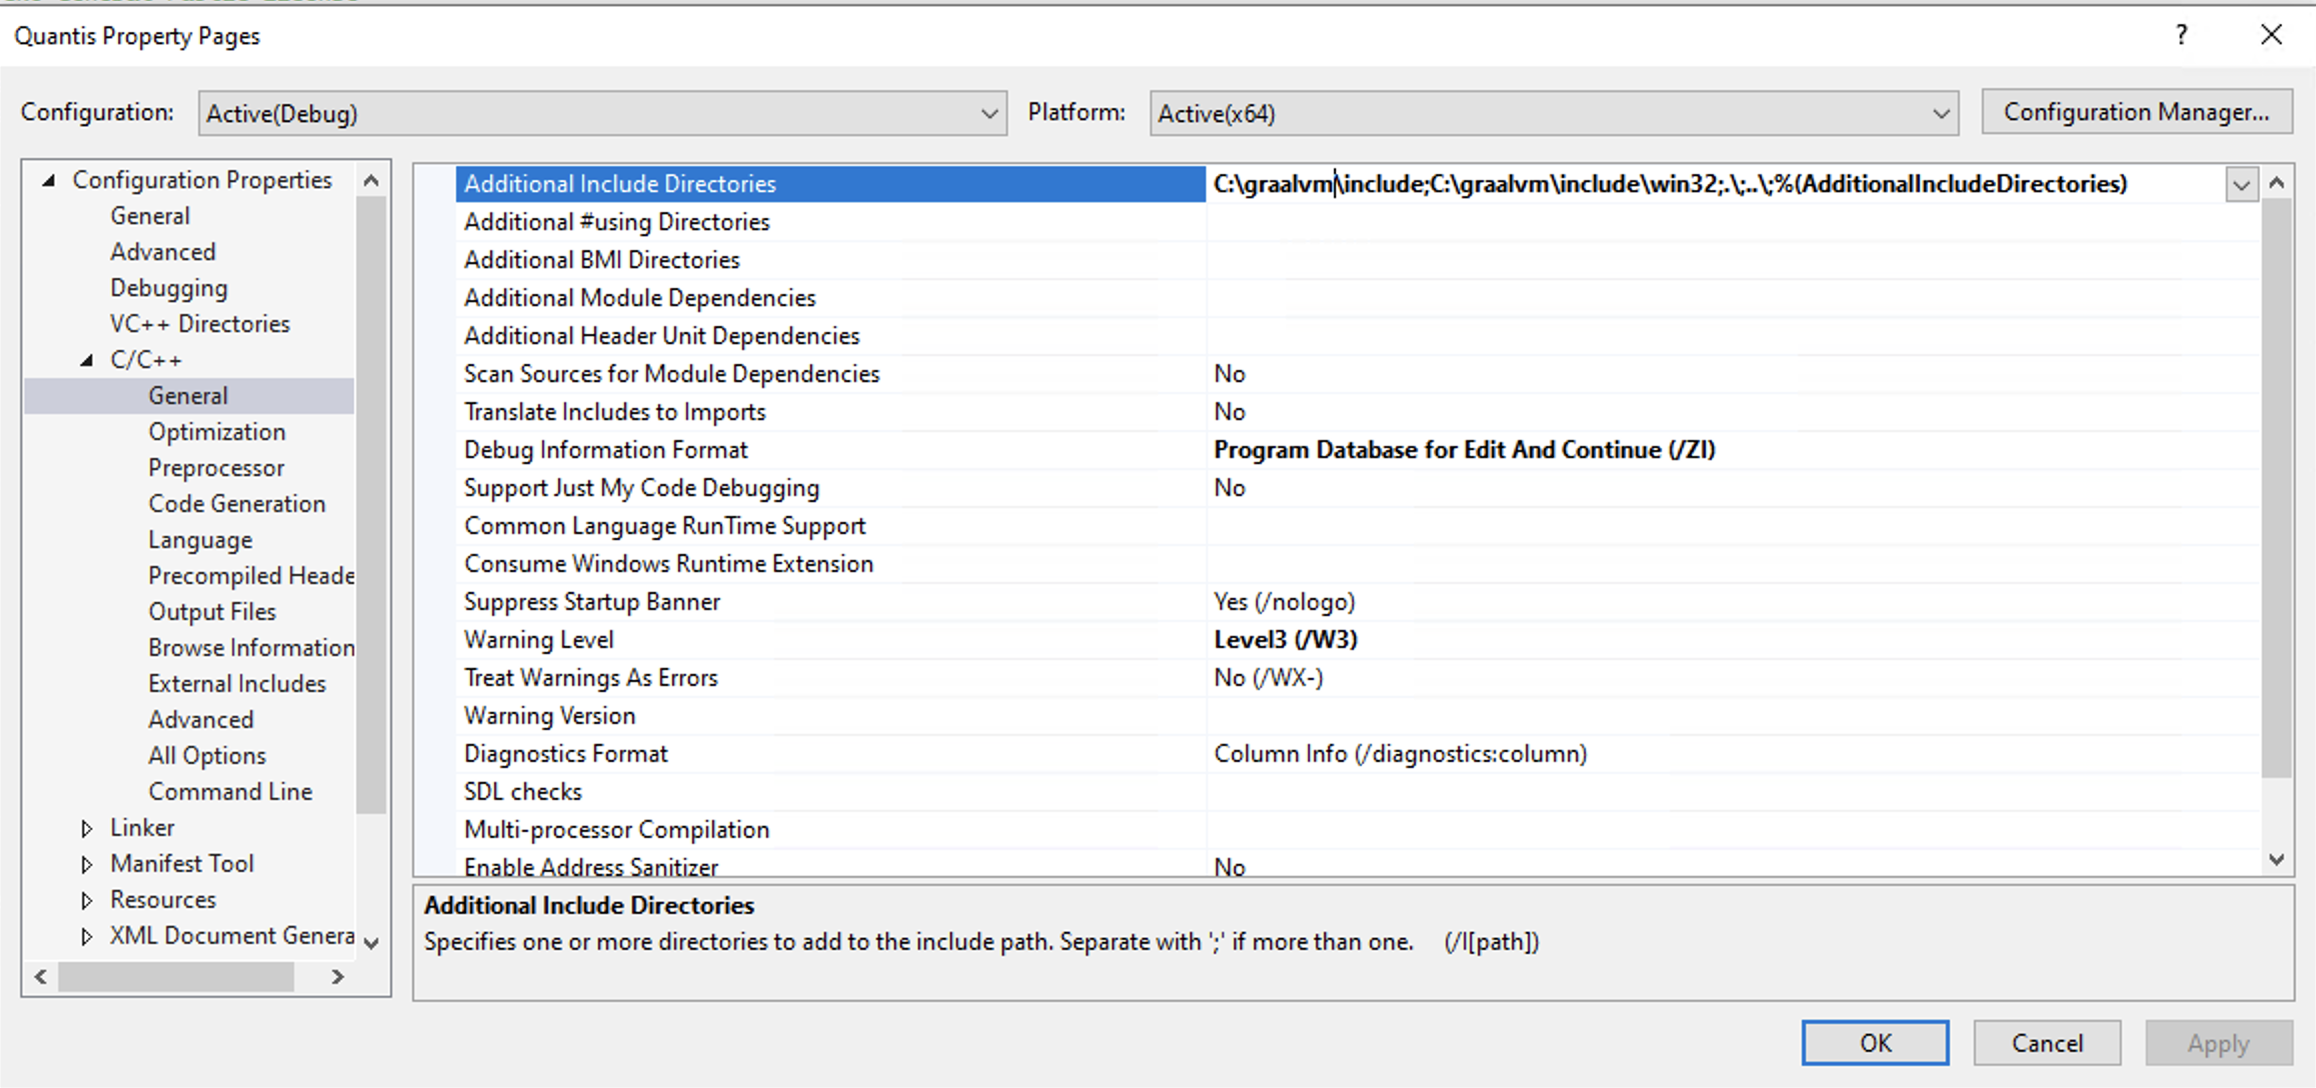 Quantis Property Pages
?
Configuration:
Active(Debug)
Platform:
Active(x64)
Configuration Manager...
Configuration Properties
General
Advanced
Debugging
VC++ Directories
C/C++
General
Optimization
Preprocessor
Code Generation
Language
Precompiled Heade
Output Files
Browse Information
External Includes
Advanced
All Options
Command Line
Linker
Manifest Tool
Resources
XML Document Genera
Additional Include Directories C:\graalvm\include;C:\graalvm\include\win32;.\;..\;%(AdditionalIncludeDirectories)
Additional #using Directories
Additional BMI Directories
Additional Module Dependencies
Additional Header Unit Dependencies
Scan Sources for Module Dependencies No
Translate Includes to Imports No
Debug Information Format Program Database for Edit And Continue (/ZI)
Support Just My Code Debugging No
Common Language RunTime Support
Consume Windows Runtime Extension
Suppress Startup Banner Yes (/nologo)
Warning Level Level3 (/W3)
Treat Warnings As Errors No (/WX-)
Warning Version
Diagnostics Format Column Info (/diagnostics:column)
SDL checks
Multi-processor Compilation
Enable Address Sanitizer No
Additional Include Directories
Specifies one or more directories to add to the include path. Separate with ';' if more than one. (/I[path])
OK
Cancel
Apply